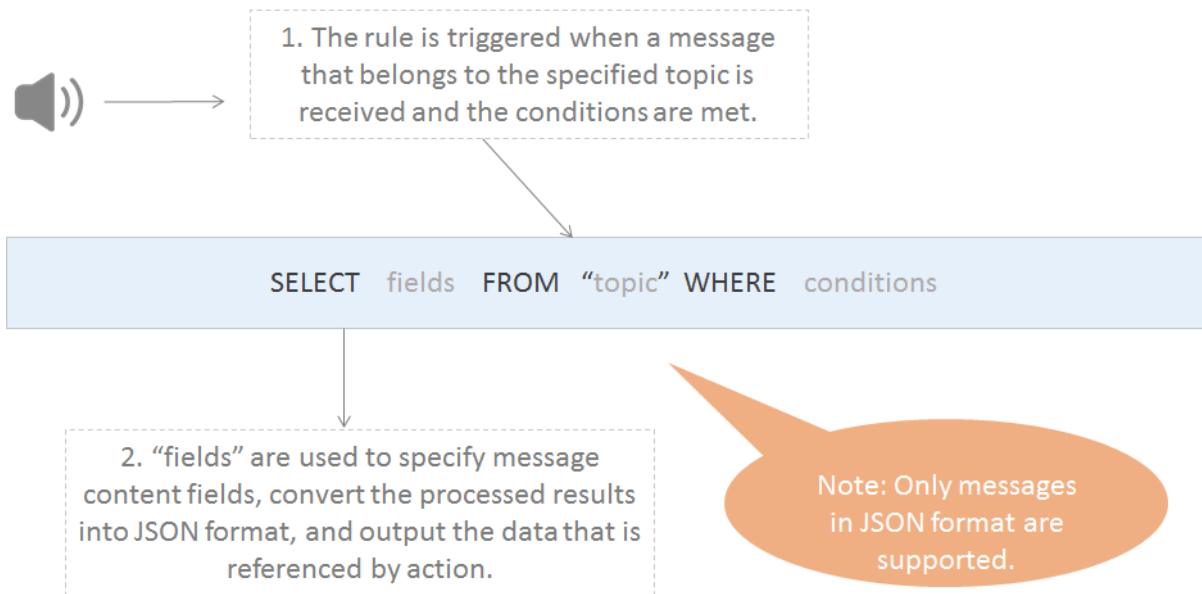 1. The rule is triggered when a message
that belongs to the specified topic is
received and the conditions are met.
SELECT fields FROM “topic” WHERE conditions
2. “fields” are used to specify message
content fields, convert the processed results
into JSON format, and output the data that is
referenced by action.
Note: Only messages
in JSON format are
supported.